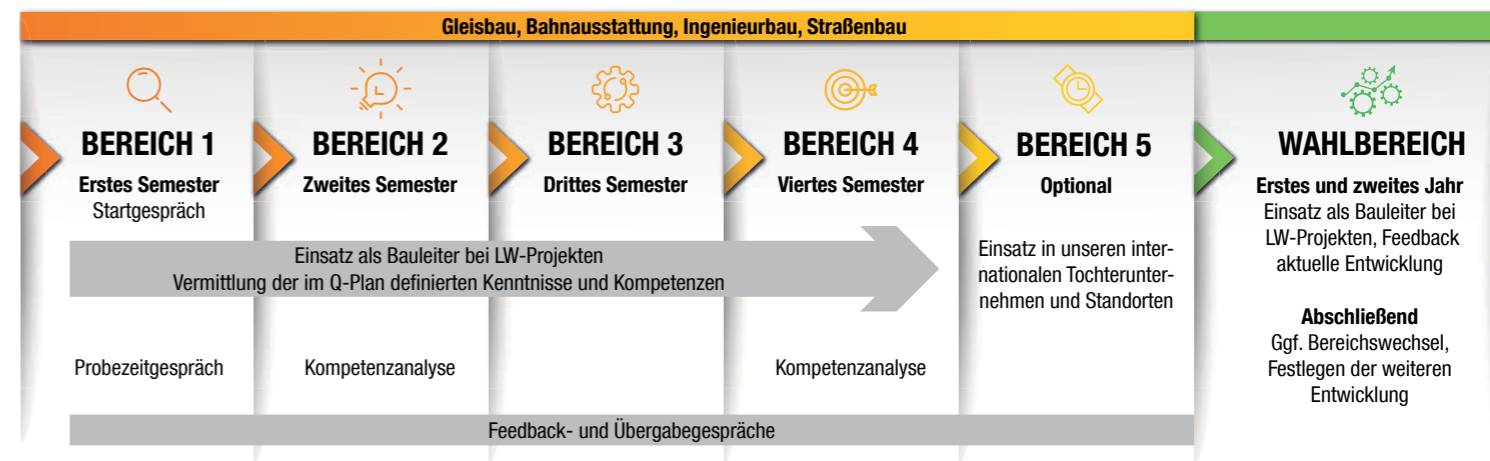 Gleisbau, Bahnausstattung, Ingenieurbau, Straßenbau
BEREICH 1
Erstes Semester
Startgespräch
BEREICH 2
Zweites Semester
BEREICH 3
Drittes Semester
BEREICH 4
Viertes Semester
Einsatz als Bauleiter bei LW-Projekten
Vermittlung der im Q-Plan definierten Kenntnisse und Kompetenzen
Probezeitgespräch
Kompetenzanalyse
Kompetenzanalyse
BEREICH 5
Optional
Einsatz in unseren inter-
nationalen Tochterunter-
nehmen und Standorten
Feedback- und Übergabegespräche
WAHLBEREICH
Erstes und zweites Jahr
Einsatz als Bauleiter bei
LW-Projekten, Feedback
aktuelle Entwicklung
Abschließend
Ggf. Bereichswechsel,
Festlegen der weiteren
Entwicklung